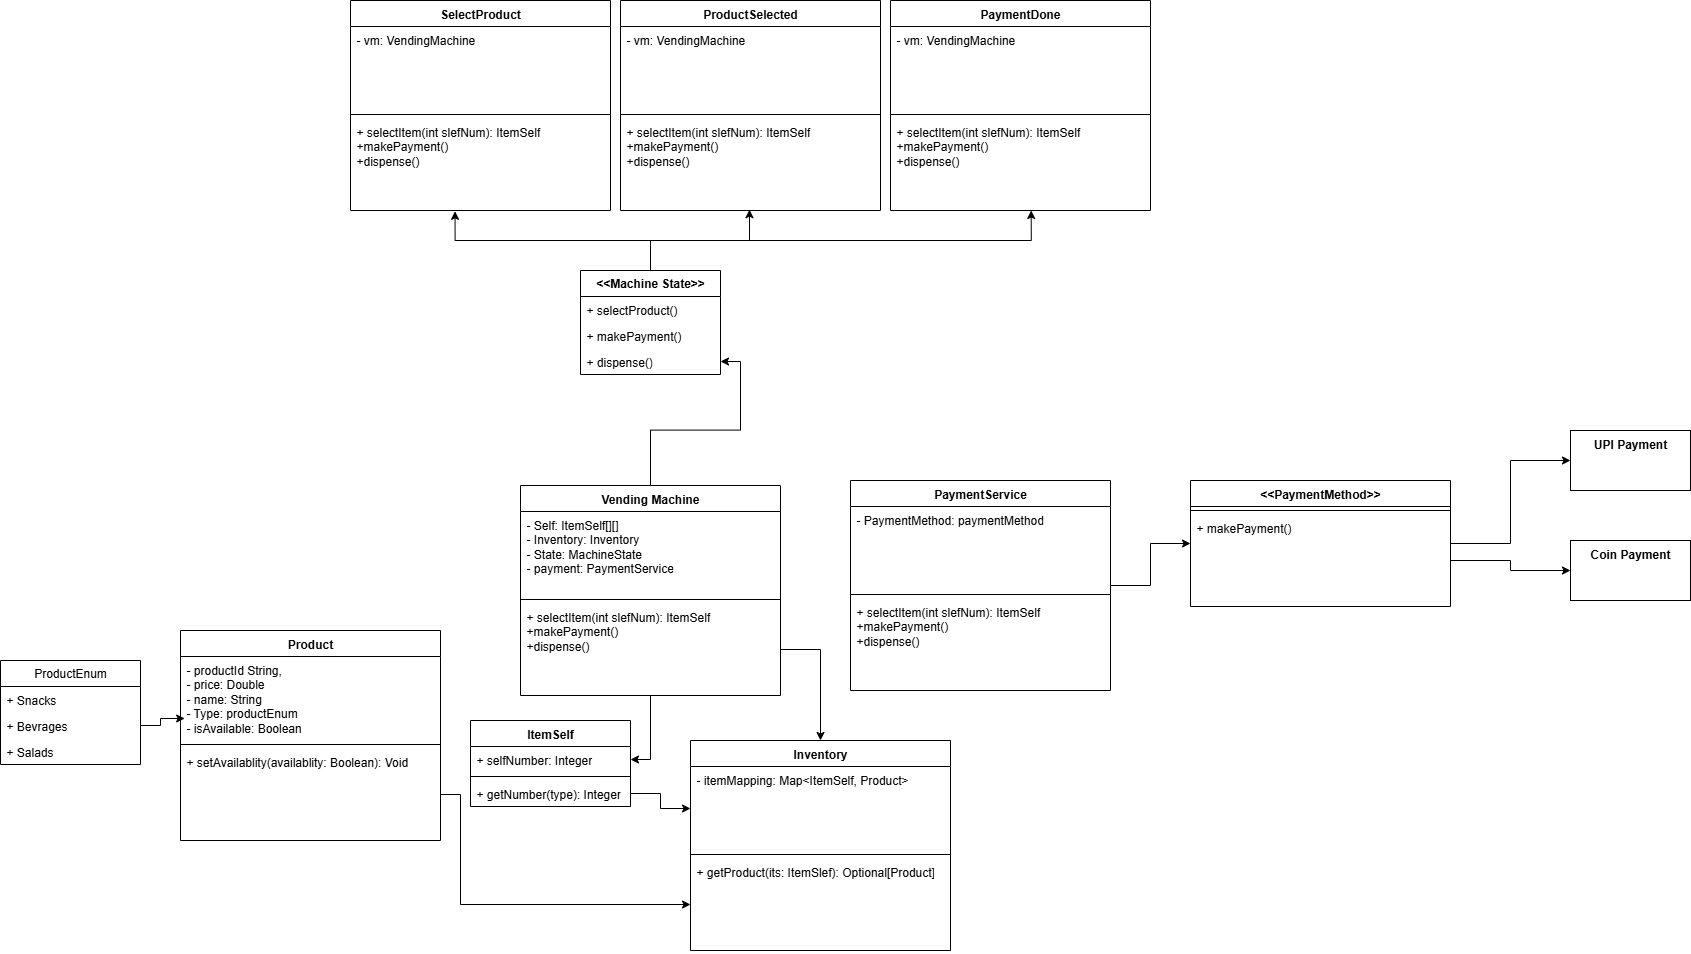 SelectProduct
- vm: VendingMachine
+ selectItem(int slefNum): ItemSelf
+makePayment()
+dispense()
ProductSelected
- vm: VendingMachine
+ selectItem(int slefNum): ItemSelf
+makePayment()
+dispense()
PaymentDone
- vm: VendingMachine
+ selectItem(int slefNum): ItemSelf
+makePayment()
+dispense()
<<Machine State>>
+ selectProduct()
+ makePayment()
+ dispense()
Vending Machine
- Self: ItemSelf[][]
- Inventory: Inventory
- State: MachineState
- payment: PaymentService
+ selectItem(int slefNum): ItemSelf
+makePayment()
+dispense()
PaymentService
- PaymentMethod: paymentMethod
+ selectItem(int slefNum): ItemSelf
+makePayment()
+dispense()
<<PaymentMethod>>
+ makePayment()
UPI Payment
Coin Payment
ProductEnum
+ Snacks
+ Bevrages
+ Salads
Product
- productId String,
- price: Double
- name: String
- Type: productEnum
- isAvailable: Boolean
+ setAvailablity(availablity: Boolean): Void
ItemSelf
+ selfNumber: Integer
+ getNumber(type): Integer
Inventory
- itemMapping: Map<ItemSelf, Product>
+ getProduct(its: ItemSlef): Optional[Product]